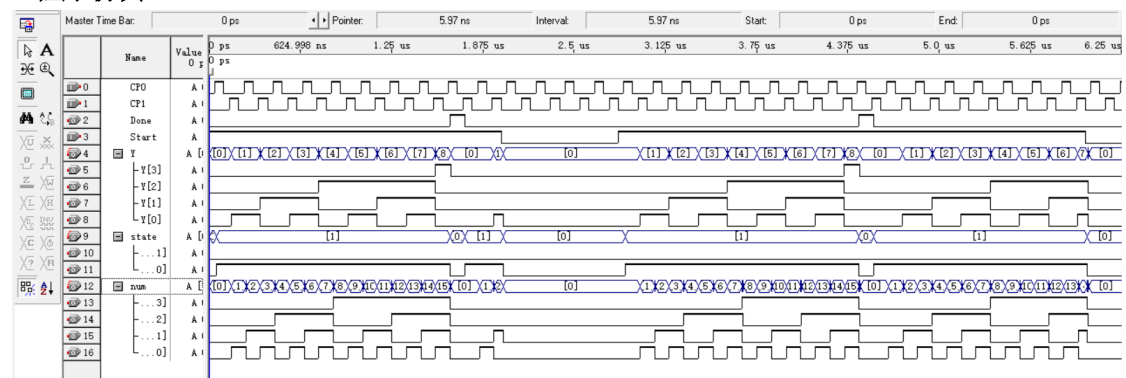 Master Time Bar: 0 ps Pointer: 5.97 ns Interval: 5.97 ns Start: 0 ps End: 0 ps
0 ps 624.998 ns 1.25 us 1.875 us 2.5 us 3.125 us 3.75 us 4.375 us 5.0 us 5.625 us 6.25 us
Name Value 0 ps
0 CP0 A
1 CP1 A
2 Done A
3 Start A
4 Y A [0] [1] [2] [3] [4] [5] [6] [7] [8] [0] [1] [0] [1] [2] [3] [4] [5] [6] [7] [8] [0] [1] [2] [3] [4] [5] [6] [7] [0]
5 Y[3] A
6 Y[2] A
7 Y[1] A
8 Y[0] A
9 state A [1] [0] [1] [0] [1] [0] [1] [0]
10 ...1] A
11 ...0] A
12 num A [0] [1] [2] [3] [4] [5] [6] [7] [8] [9] [10] [11] [12] [13] [14] [15] [0] [1] [2] [0] [1] [2] [3] [4] [5] [6] [7] [8] [9] [10] [11] [12] [13] [14] [15] [0] [1] [2] [3] [4] [5] [6] [7] [8] [9] [10] [11] [12] [13] [0]
13 ...3] A
14 ...2] A
15 ...1] A
16 ...0] A